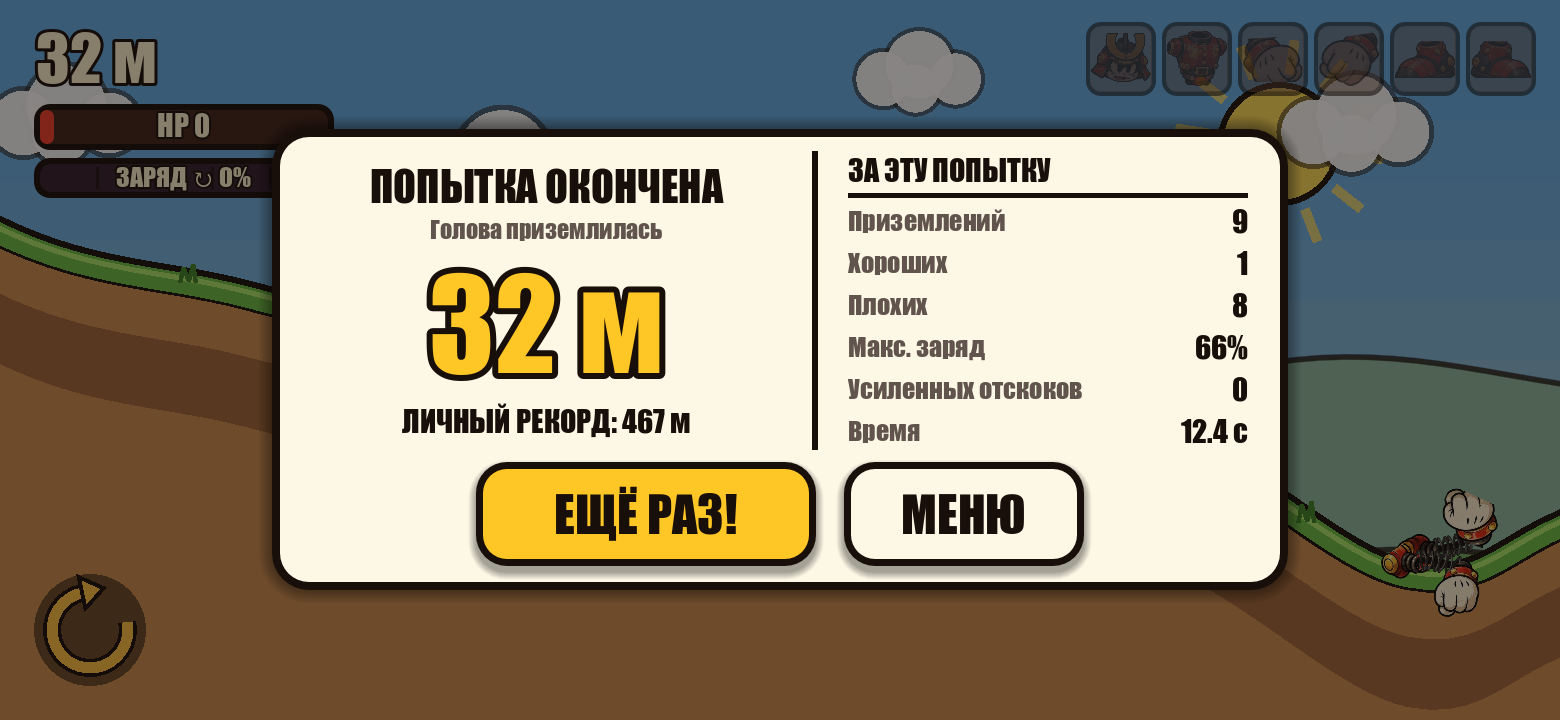 32 м
HP 0
ЗАРЯД ↻ 0%
ПОПЫТКА ОКОНЧЕНА
Голова приземлилась
32 м
ЛИЧНЫЙ РЕКОРД: 467 м
ЗА ЭТУ ПОПЫТКУ
Приземлений 9
Хороших 1
Плохих 8
Макс. заряд 66%
Усиленных отскоков 0
Время 12.4 с
ЕЩЁ РАЗ!
МЕНЮ